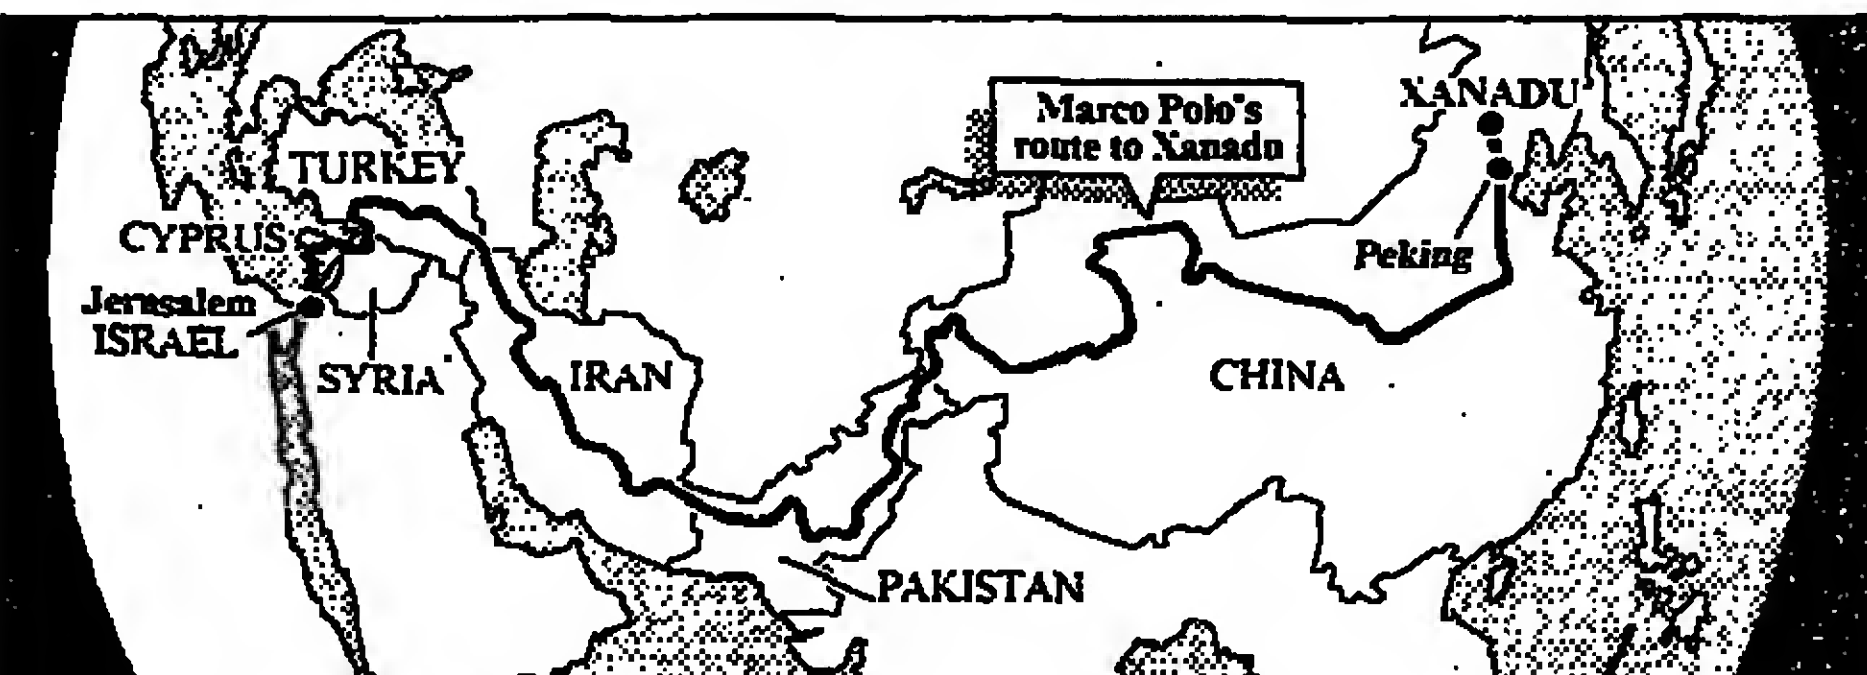 XANADU
Marco Polo's
route to Xanadu
TURKEY
CYPRUS
Peking
Jerusalem
ISRAEL
SYRIA
IRAN
CHINA
PAKISTAN